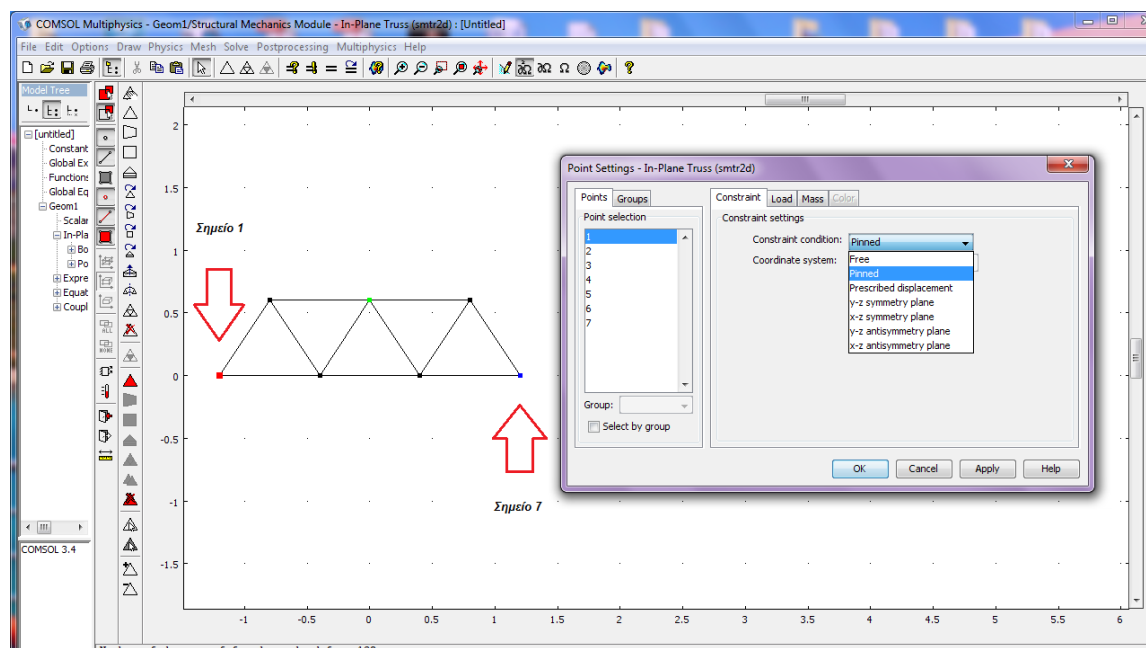 COMSOL Multiphysics - Geom1/Structural Mechanics Module - In-Plane Truss (smtr2d) : [Untitled]
File Edit Options Draw Physics Mesh Solve Postprocessing Multiphysics Help
Model Tree
[untitled]
Constant
Global Ex
Functions
Global Eq
Geom1
Scalar
In-Pla
Bo
Po
Expre
Equat
Coupl
COMSOL 3.4
ALL
NONE
2
1.5
1
0.5
0
-0.5
-1
-1.5
-1 -0.5 0 0.5 1 1.5 2 2.5 3 3.5 4 4.5 5 5.5 6
Σημείο 1
Σημείο 7
Point Settings - In-Plane Truss (smtr2d)
Points Groups
Point selection
1
2
3
4
5
6
7
Group:
Select by group
Constraint Load Mass Color
Constraint settings
Constraint condition: Pinned
Coordinate system:
Free
Pinned
Prescribed displacement
y-z symmetry plane
x-z symmetry plane
y-z antisymmetry plane
x-z antisymmetry plane
OK Cancel Apply Help